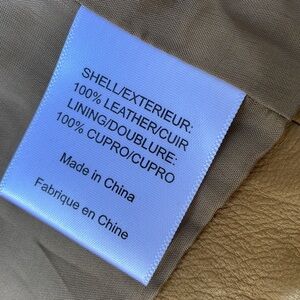 SHELL/EXTERIEUR:
100% LEATHER/CUIR
LINING/DOUBLURE:
100% CUPRO/CUPRO
Made in China
Fabrique en Chine